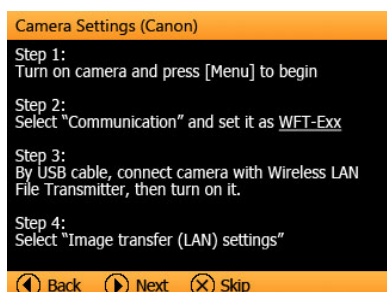 Camera Settings (Canon)
Step 1:
Turn on camera and press [Menu] to begin
Step 2:
Select “Communication” and set it as WFT-Exx
Step 3:
By USB cable, connect camera with Wireless LAN
File Transmitter, then turn on it.
Step 4:
Select “Image transfer (LAN) settings”
Back Next Skip